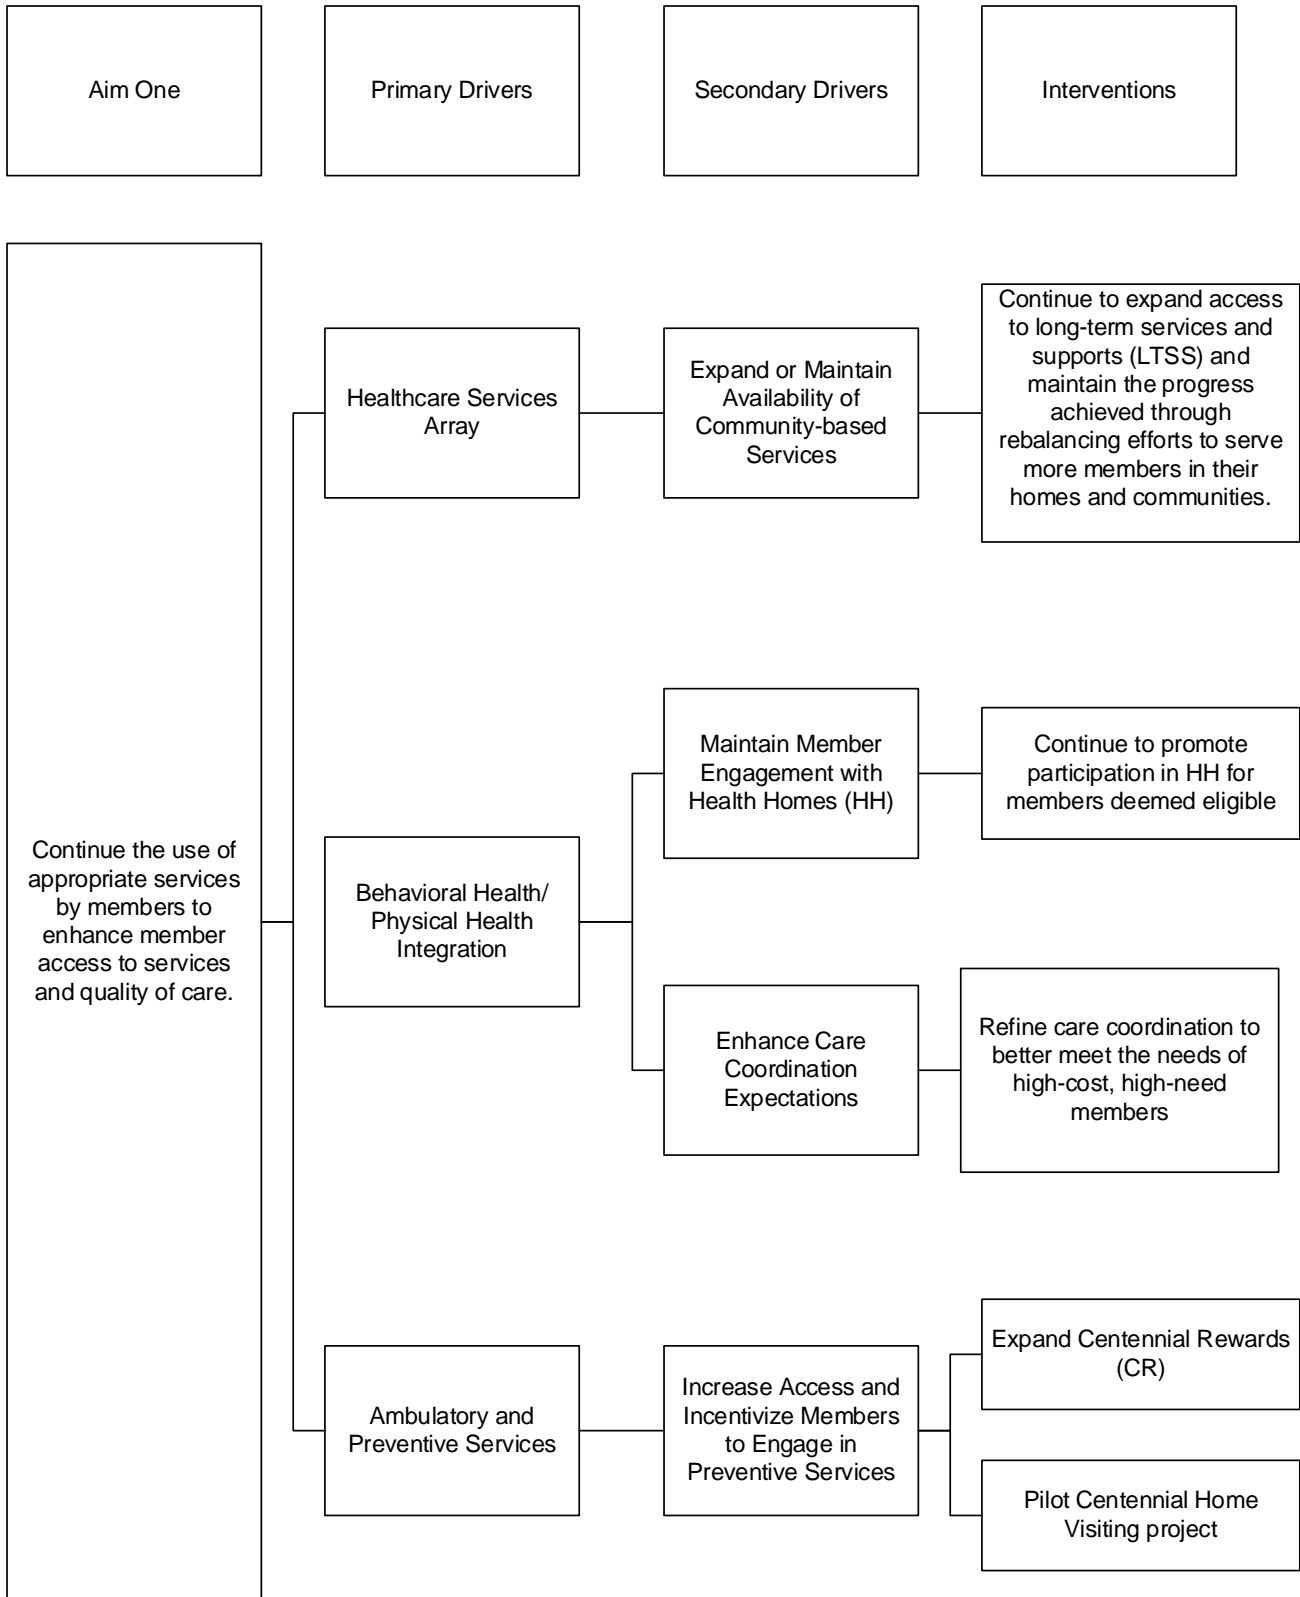 Aim One
Primary Drivers
Secondary Drivers
Interventions
Continue the use of
appropriate services
by members to
enhance member
access to services
and quality of care.
Healthcare Services
Array
Expand or Maintain
Availability of
Community-based
Services
Continue to expand access
to long-term services and
supports (LTSS) and
maintain the progress
achieved through
rebalancing efforts to serve
more members in their
homes and communities.
Behavioral Health/
Physical Health
Integration
Maintain Member
Engagement with
Health Homes (HH)
Continue to promote
participation in HH for
members deemed eligible
Enhance Care
Coordination
Expectations
Refine care coordination to
better meet the needs of
high-cost, high-need
members
Ambulatory and
Preventive Services
Increase Access and
Incentivize Members
to Engage in
Preventive Services
Expand Centennial Rewards
(CR)
Pilot Centennial Home
Visiting project